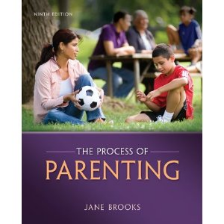 NINTH EDITION
THE PROCESS OF
PARENTING
JANE BROOKS